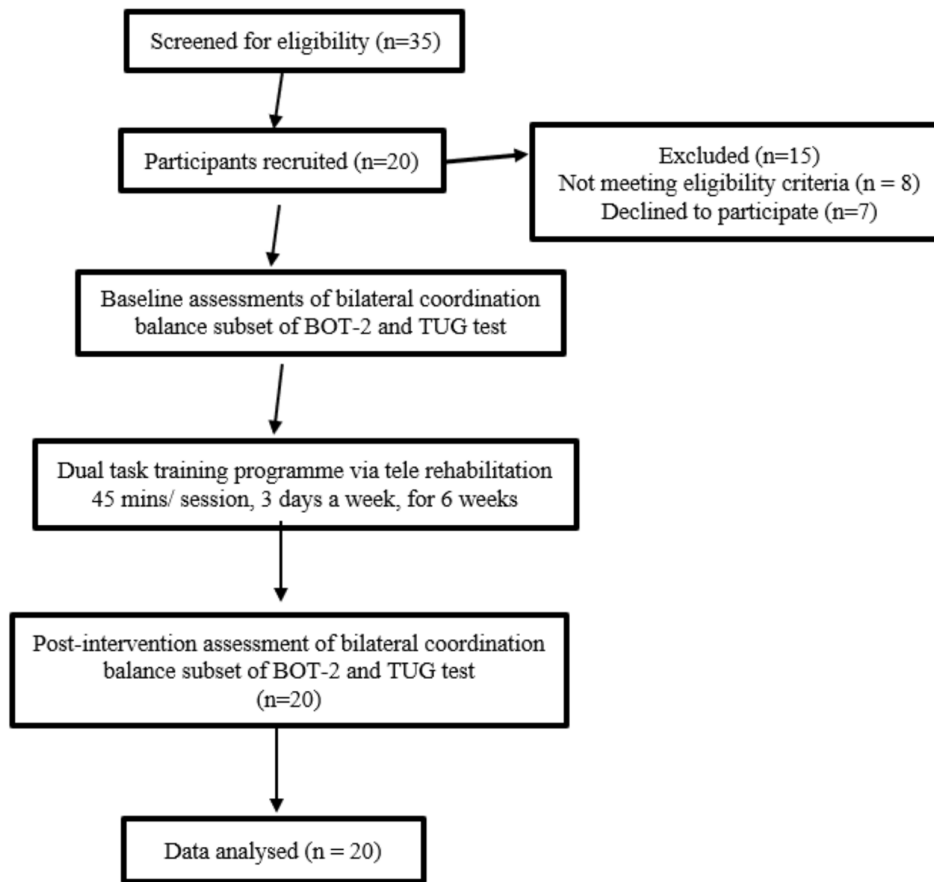 Screened for eligibility (n=35)
Participants recruited (n=20)
Excluded (n=15)
Not meeting eligibility criteria (n = 8)
Declined to participate (n=7)
Baseline assessments of bilateral coordination
balance subset of BOT-2 and TUG test
Dual task training programme via tele rehabilitation
45 mins/ session, 3 days a week, for 6 weeks
Post-intervention assessment of bilateral coordination
balance subset of BOT-2 and TUG test
(n=20)
Data analysed (n = 20)